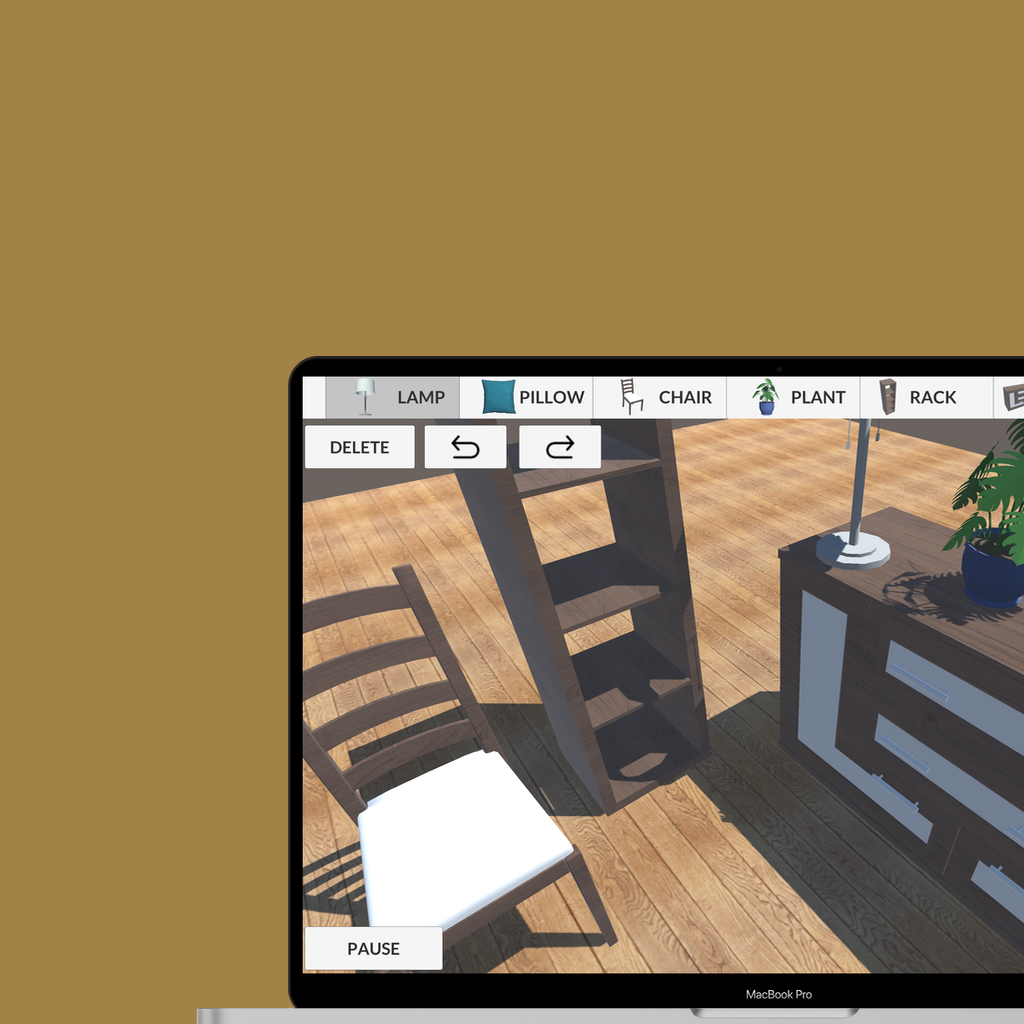 LAMP
PILLOW
CHAIR
PLANT
RACK
DELETE
PAUSE
MacBook Pro